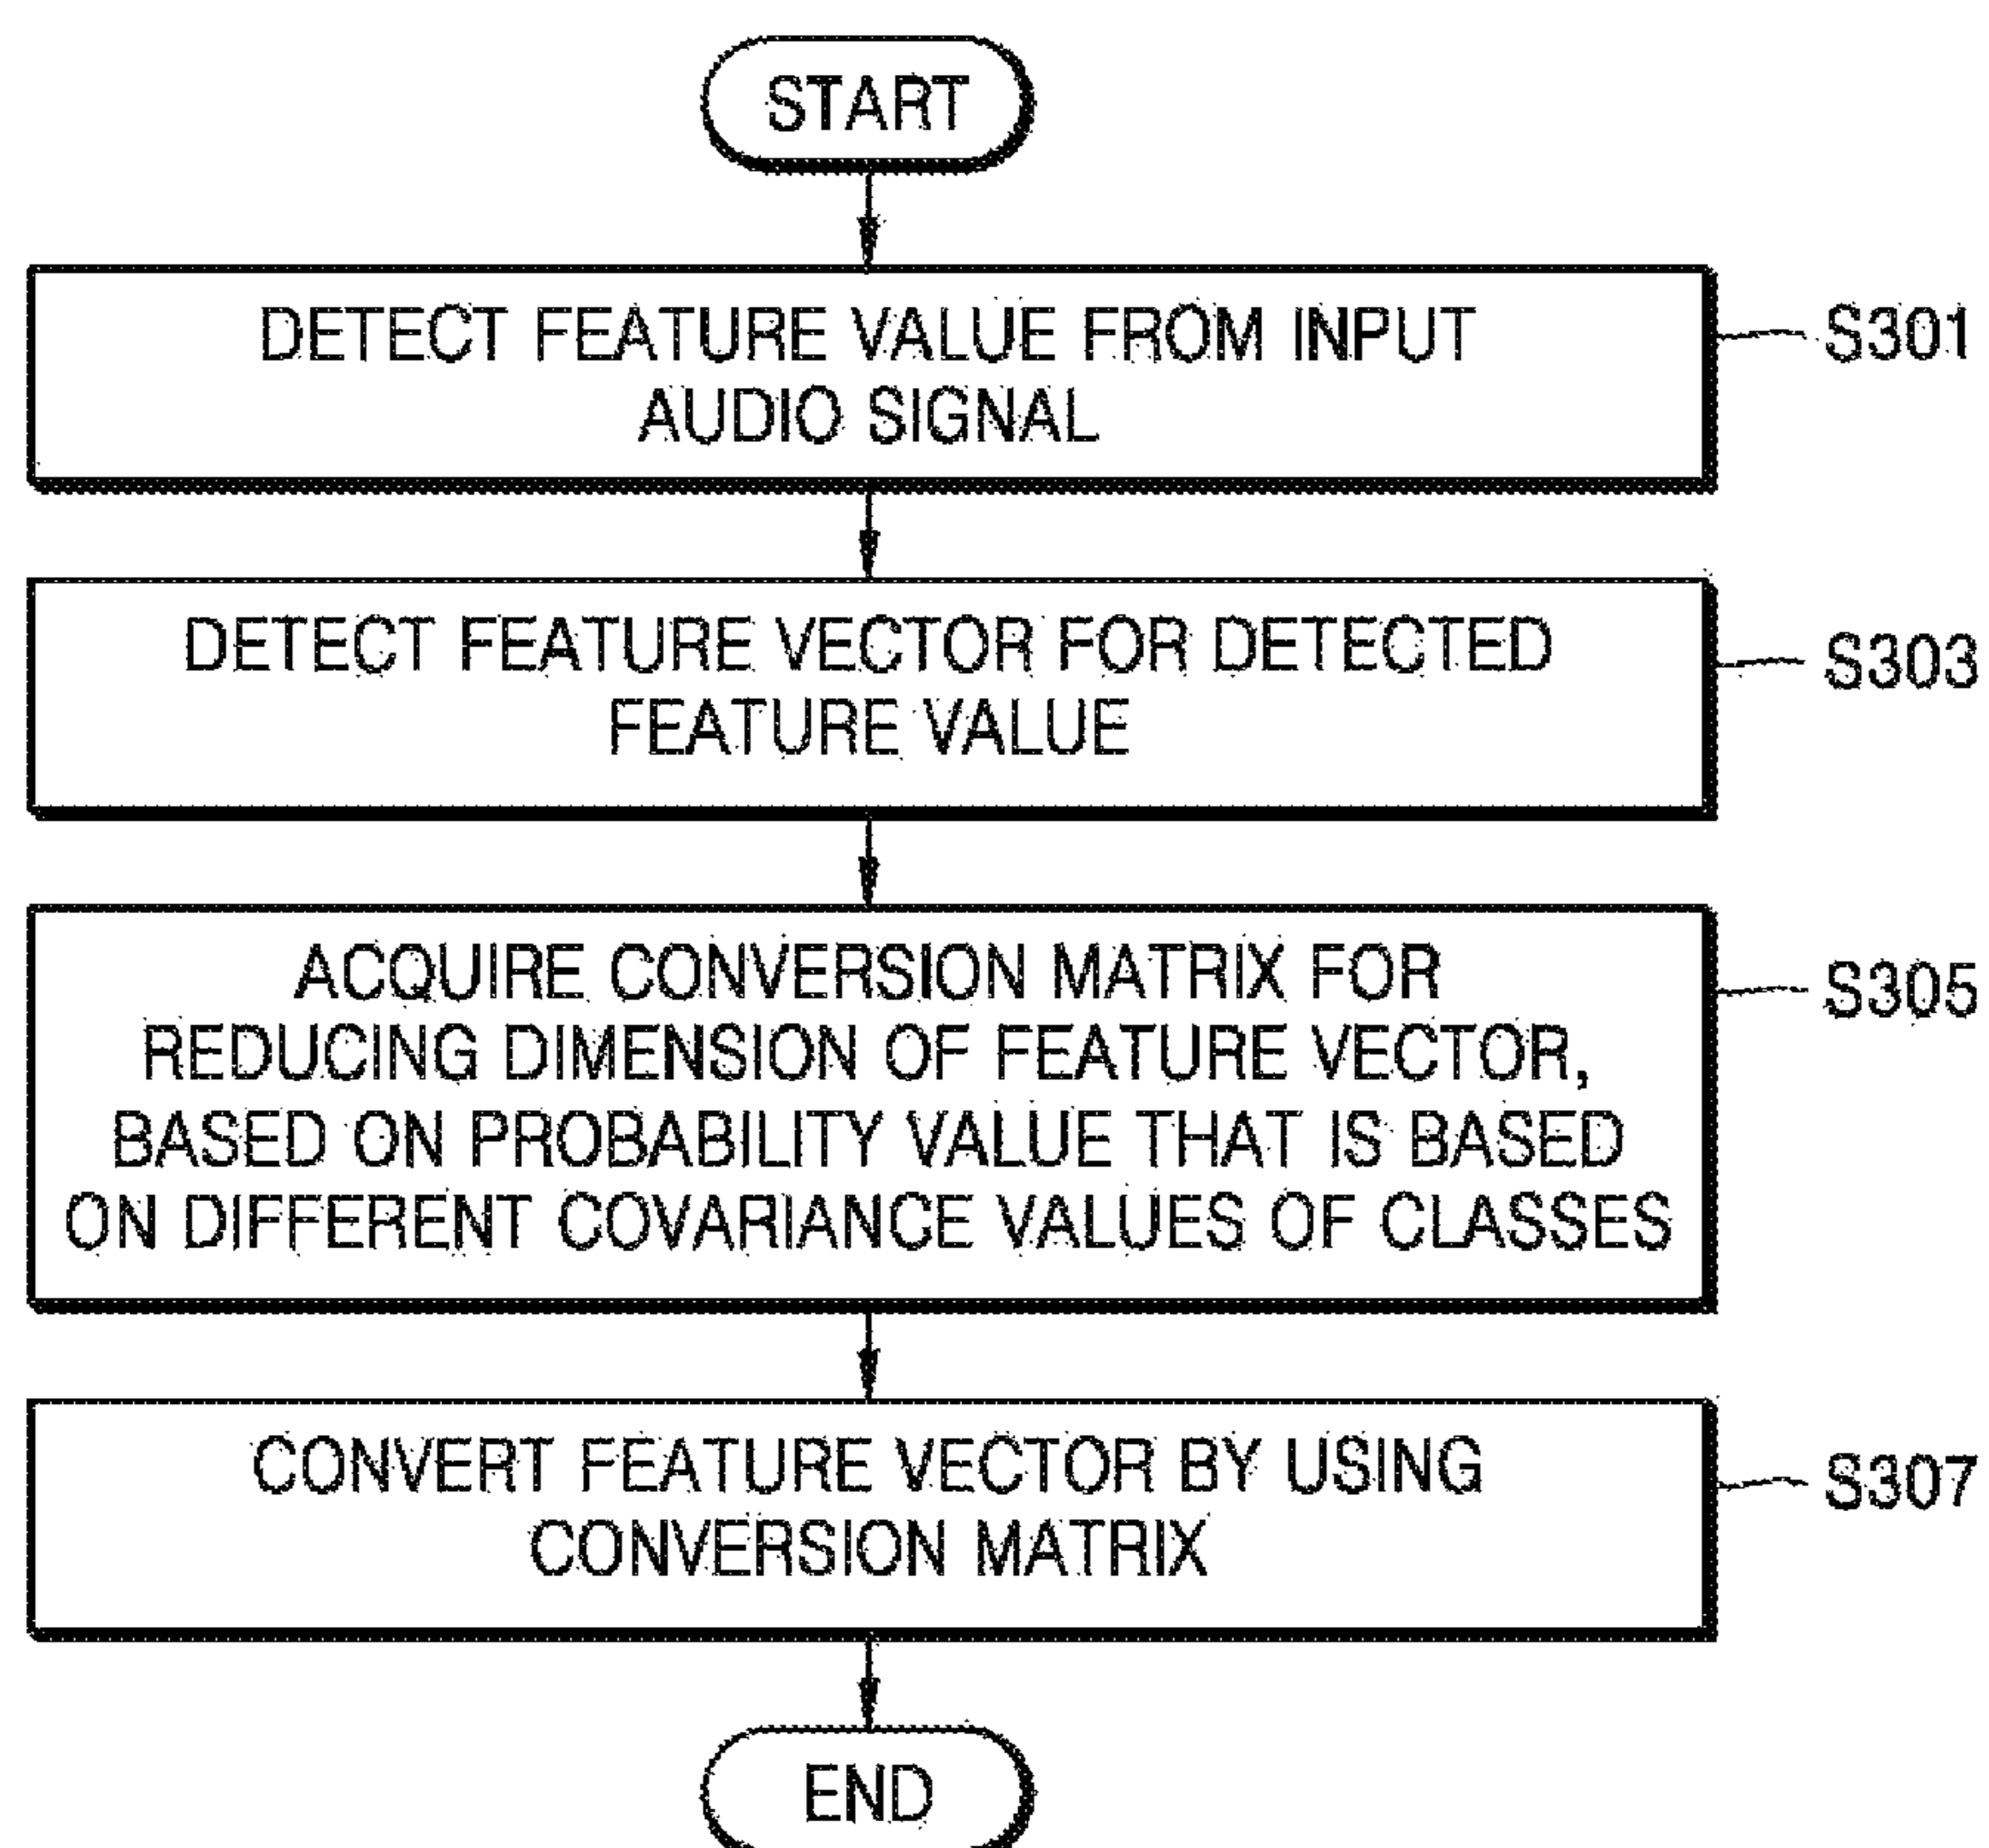 START
DETECT FEATURE VALUE FROM INPUT
AUDIO SIGNAL
S301
DETECT FEATURE VECTOR FOR DETECTED
FEATURE VALUE
S303
ACQUIRE CONVERSION MATRIX FOR
REDUCING DIMENSION OF FEATURE VECTOR,
BASED ON PROBABILITY VALUE THAT IS BASED
ON DIFFERENT COVARIANCE VALUES OF CLASSES
S305
CONVERT FEATURE VECTOR BY USING
CONVERSION MATRIX
S307
END